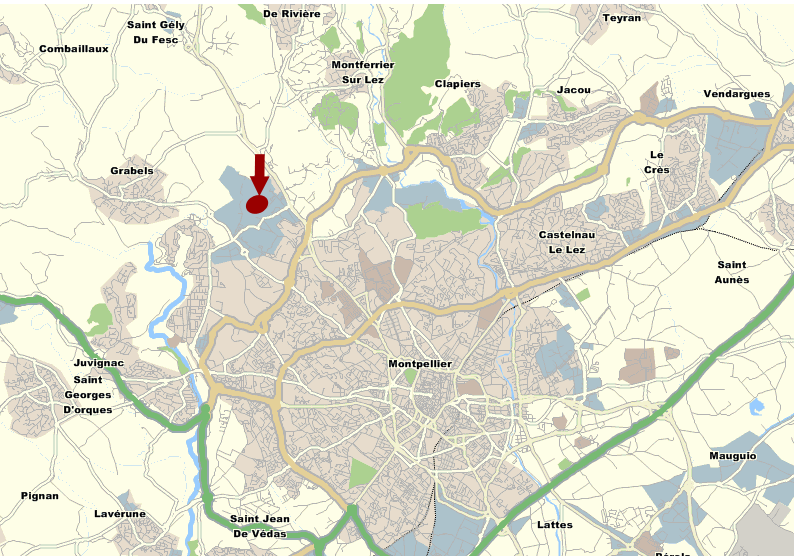 De Rivière
Saint Gély
Du Fesc
Teyran
Combaillaux
Montferrier
Sur Lez
Clapiers
Jacou
Vendargues
Le
Crès
Grabels
Castelnau
Le Lez
Saint
Aunès
Juvignac
Montpellier
Saint
Georges
D'orques
Mauguio
Pignan
Lavérune
Saint Jean
De Védas
Lattes